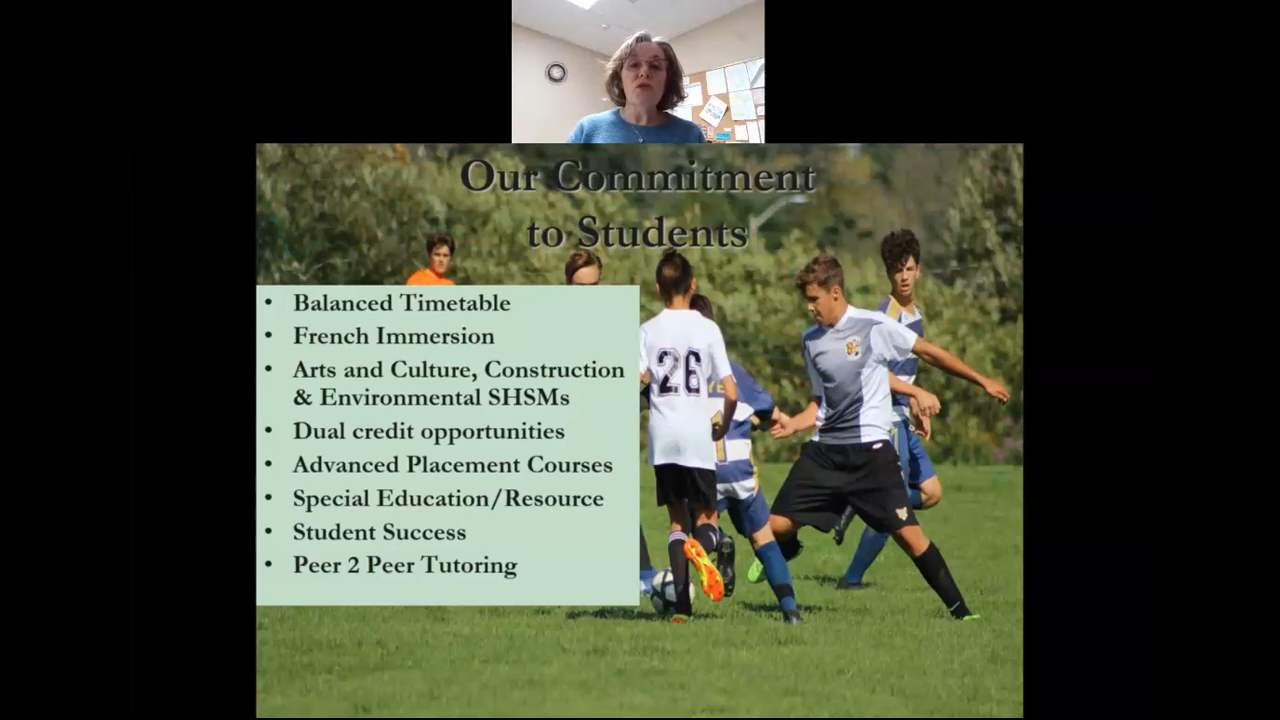 Our Commitment
to Students
• Balanced Timetable
• French Immersion
• Arts and Culture, Construction
& Environmental SHSMs
• Dual credit opportunities
• Advanced Placement Courses
• Special Education/Resource
• Student Success
• Peer 2 Peer Tutoring
26